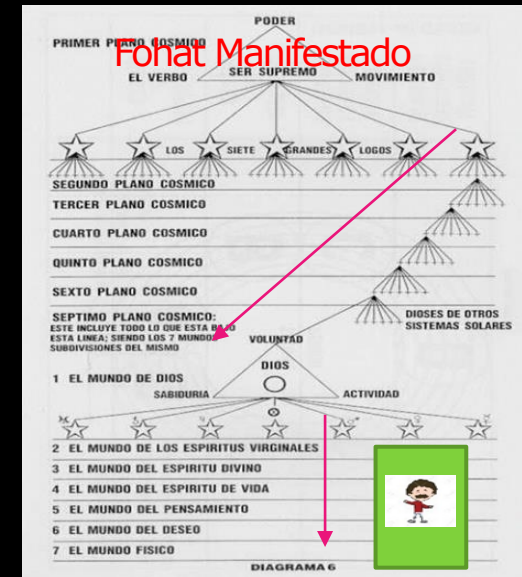 PODER
PRIMER PLANO COSMICO
Fohat Manifestado
SER SUPREMO
EL VERBO
MOVIMIENTO
LOS SIETE GRANDES LOGOS
SEGUNDO PLANO COSMICO
TERCER PLANO COSMICO
CUARTO PLANO COSMICO
QUINTO PLANO COSMICO
SEXTO PLANO COSMICO
SEPTIMO PLANO COSMICO:
ESTE INCLUYE TODO LO QUE ESTA BAJO
ESTA LINEA; SIENDO LOS 7 MUNDOS
SUBDIVISIONES DEL MISMO
DIOSES DE OTROS
SISTEMAS SOLARES
VOLUNTAD
DIOS
1 EL MUNDO DE DIOS
SABIDURIA
ACTIVIDAD
2 EL MUNDO DE LOS ESPIRITUS VIRGINALES
3 EL MUNDO DEL ESPIRITU DIVINO
4 EL MUNDO DEL ESPIRITU DE VIDA
5 EL MUNDO DEL PENSAMIENTO
6 EL MUNDO DEL DESEO
7 EL MUNDO FISICO
DIAGRAMA 6